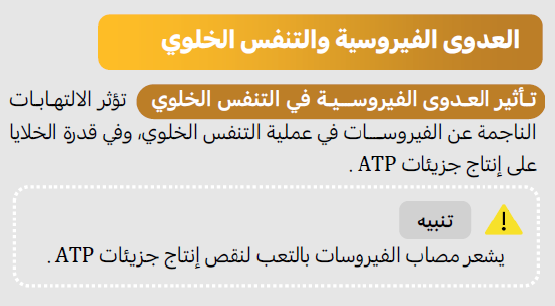 العدوى الفيروسية والتنفس الخلوي
تأثير العدوى الفيروسية في التنفس الخلوي تؤثر الالتهابات
الناجمة عن الفيروسات في عملية التنفس الخلوي، وفي قدرة الخلايا
على إنتاج جزيئات ATP .
تنبيه
يشعر مصاب الفيروسات بالتعب لنقص إنتاج جزيئات ATP .